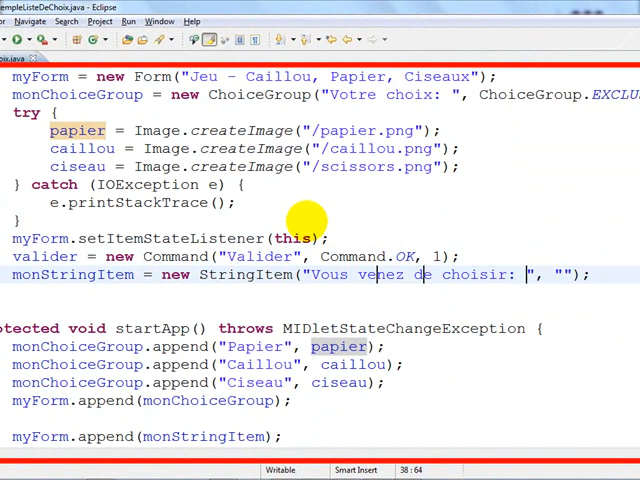 empleListeDeChoix.java - Eclipse
Navigate Search Project Run Window Help
ix.java
myForm = new Form("Jeu - Caillou, Papier, Ciseaux");
monChoiceGroup = new ChoiceGroup("Votre choix: ", ChoiceGroup.EXCLUS
try {
papier = Image.createImage("/papier.png");
caillou = Image.createImage("/caillou.png");
ciseau = Image.createImage("/scissors.png");
} catch (IOException e) {
e.printStackTrace();
}
myForm.setItemStateListener(this);
valider = new Command("Valider", Command.OK, 1);
monStringItem = new StringItem("Vous venez de choisir: ", "");
otected void startApp() throws MIDletStateChangeException {
monChoiceGroup.append("Papier", papier);
monChoiceGroup.append("Caillou", caillou);
monChoiceGroup.append("Ciseau", ciseau);
myForm.append(monChoiceGroup);
myForm.append(monStringItem);
Writable Smart Insert 38 : 64